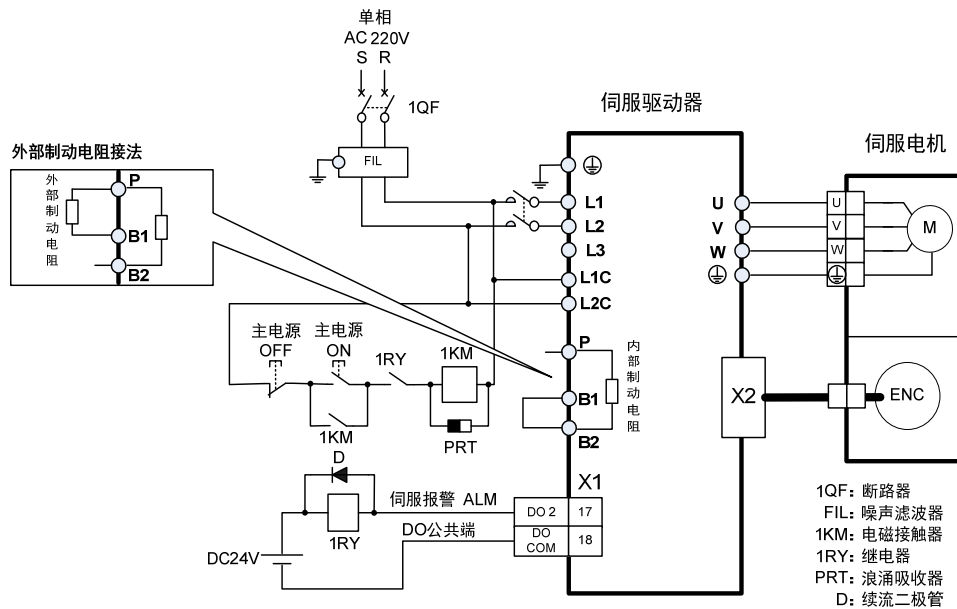 单相
AC 220V
S R
1QF
伺服驱动器
伺服电机
外部制动电阻接法
FIL
外部制动电阻
P
B1
B2
L1
L2
L3
L1C
L2C
U
V
W
U
V
W
M
主电源
OFF
主电源
ON
1RY
1KM
P
内部制动电阻
B1
B2
X2
ENC
1KM
PRT
D
X1
伺服报警 ALM
DO 2
17
1RY
DO公共端
DO
COM
18
DC24V
1QF：断路器
FIL：噪声滤波器
1KM：电磁接触器
1RY：继电器
PRT：浪涌吸收器
D：续流二极管